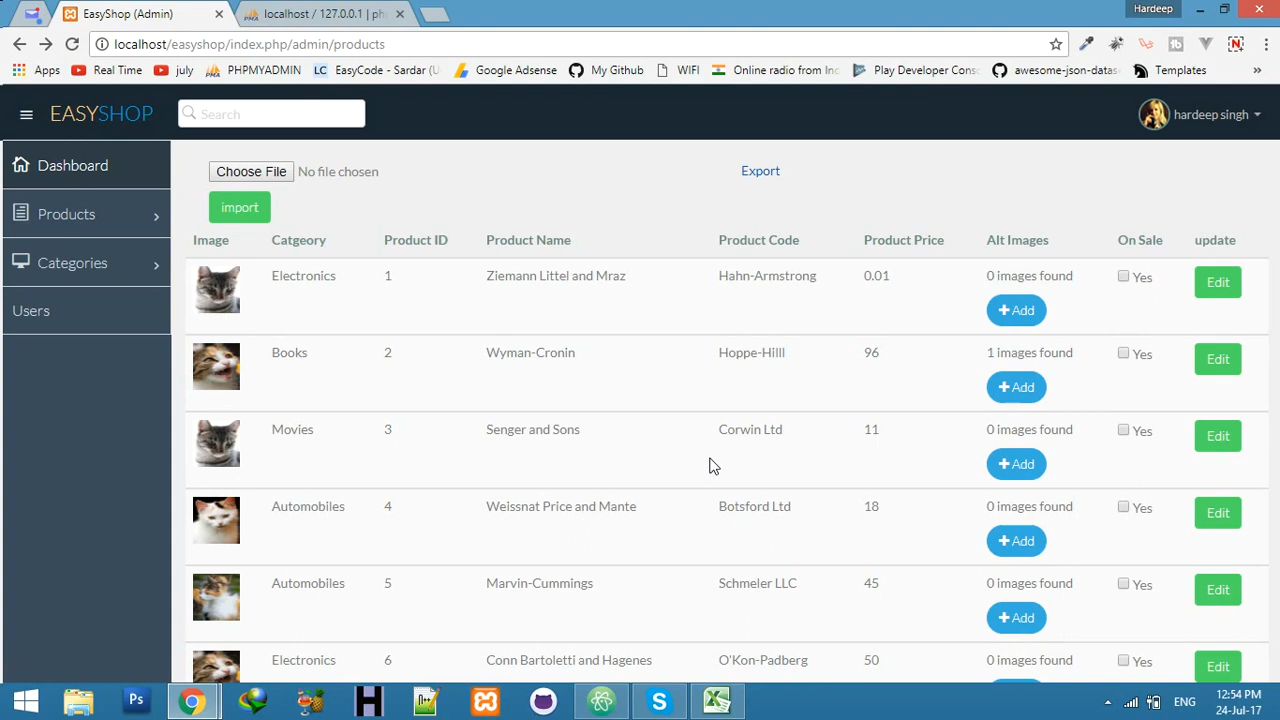 EasyShop (Admin)
localhost / 127.0.0.1 | ph
Hardeep
localhost/easyshop/index.php/admin/products
Apps Real Time july PHPMYADMIN EasyCode - Sardar (U Google Adsense My Github WIFI Online radio from Ind Play Developer Cons awesome-json-datas Templates »
EASYSHOP Search hardeep singh
Dashboard
Products
Categories
Users
Choose File No file chosen Export
import
Image Catgeory Product ID Product Name Product Code Product Price Alt Images On Sale update
Electronics 1 Ziemann Littel and Mraz Hahn-Armstrong 0.01 0 images found Yes Edit
+ Add
Books 2 Wyman-Cronin Hoppe-Hilll 96 1 images found Yes Edit
+ Add
Movies 3 Senger and Sons Corwin Ltd 11 0 images found Yes Edit
+ Add
Automobiles 4 Weissnat Price and Mante Botsford Ltd 18 0 images found Yes Edit
+ Add
Automobiles 5 Marvin-Cummings Schmeler LLC 45 0 images found Yes Edit
+ Add
Electronics 6 Conn Bartoletti and Hagenes O'Kon-Padberg 50 0 images found Yes Edit
ENG 12:54 PM
24-Jul-17